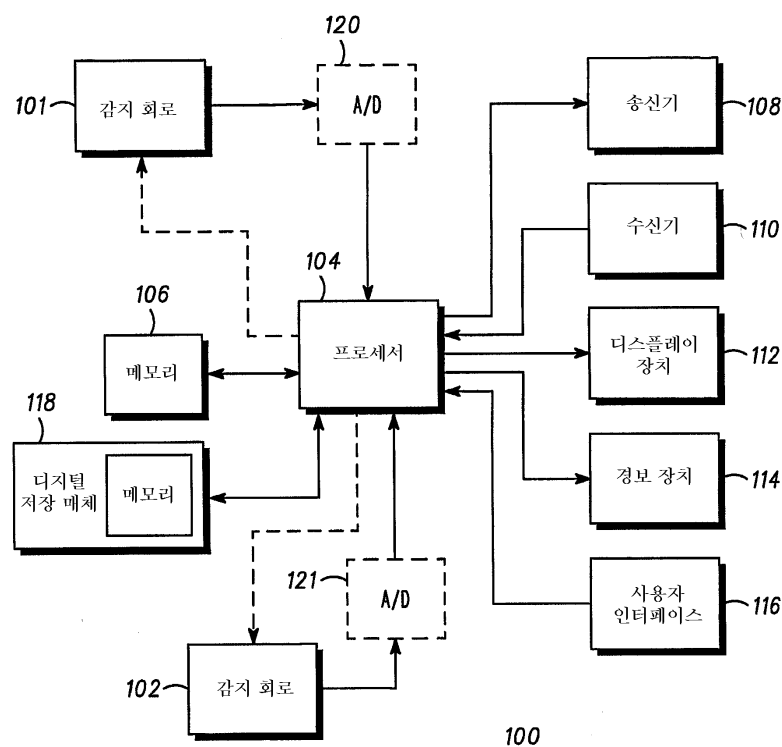 120
101
감지 회로
A/D
송신기
108
수신기
110
104
106
프로세서
메모리
디스플레이
장치
112
118
디지털
저장 매체
메모리
경보 장치
114
121
A/D
사용자
인터페이스
116
102
감지 회로
100